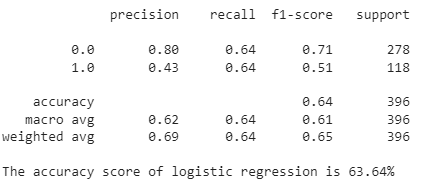 precision recall f1-score support
0.0 0.80 0.64 0.71 278
1.0 0.43 0.64 0.51 118
accuracy 0.64 396
macro avg 0.62 0.64 0.61 396
weighted avg 0.69 0.64 0.65 396
The accuracy score of logistic regression is 63.64%